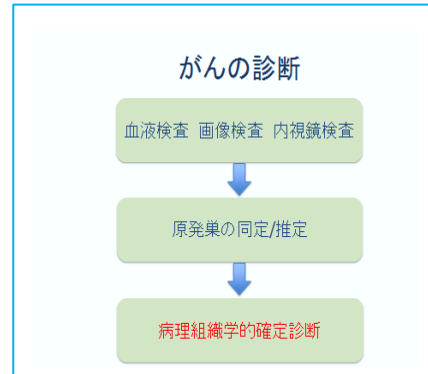 がんの診断
血液検査 画像検査 内視鏡検査
原発巣の同定/推定
病理組織学的確定診断